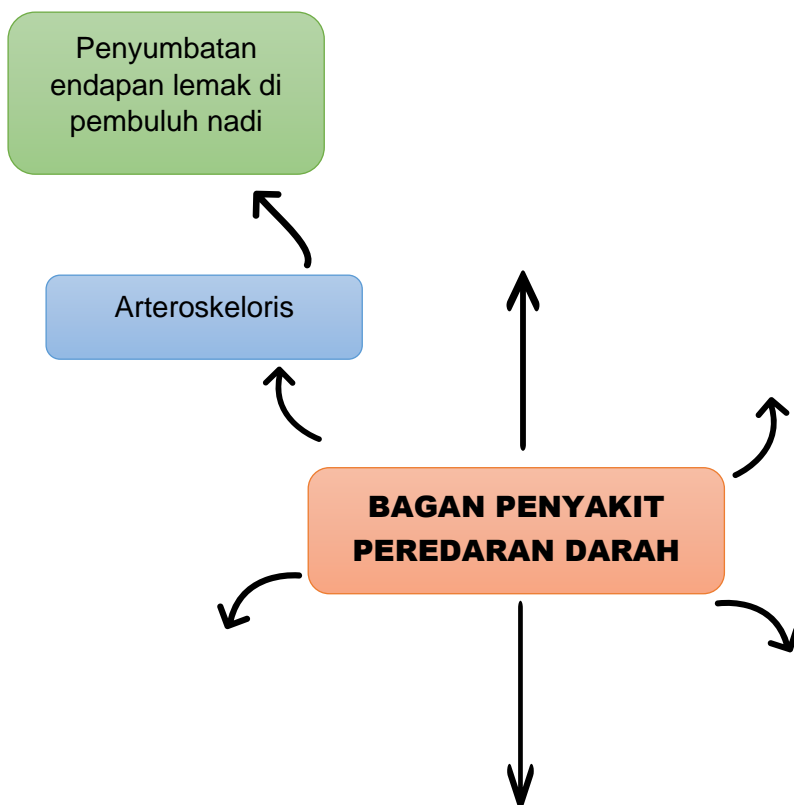 Penyumbatan
endapan lemak di
pembuluh nadi
Arteroskeloris
BAGAN PENYAKIT
PEREDARAN DARAH